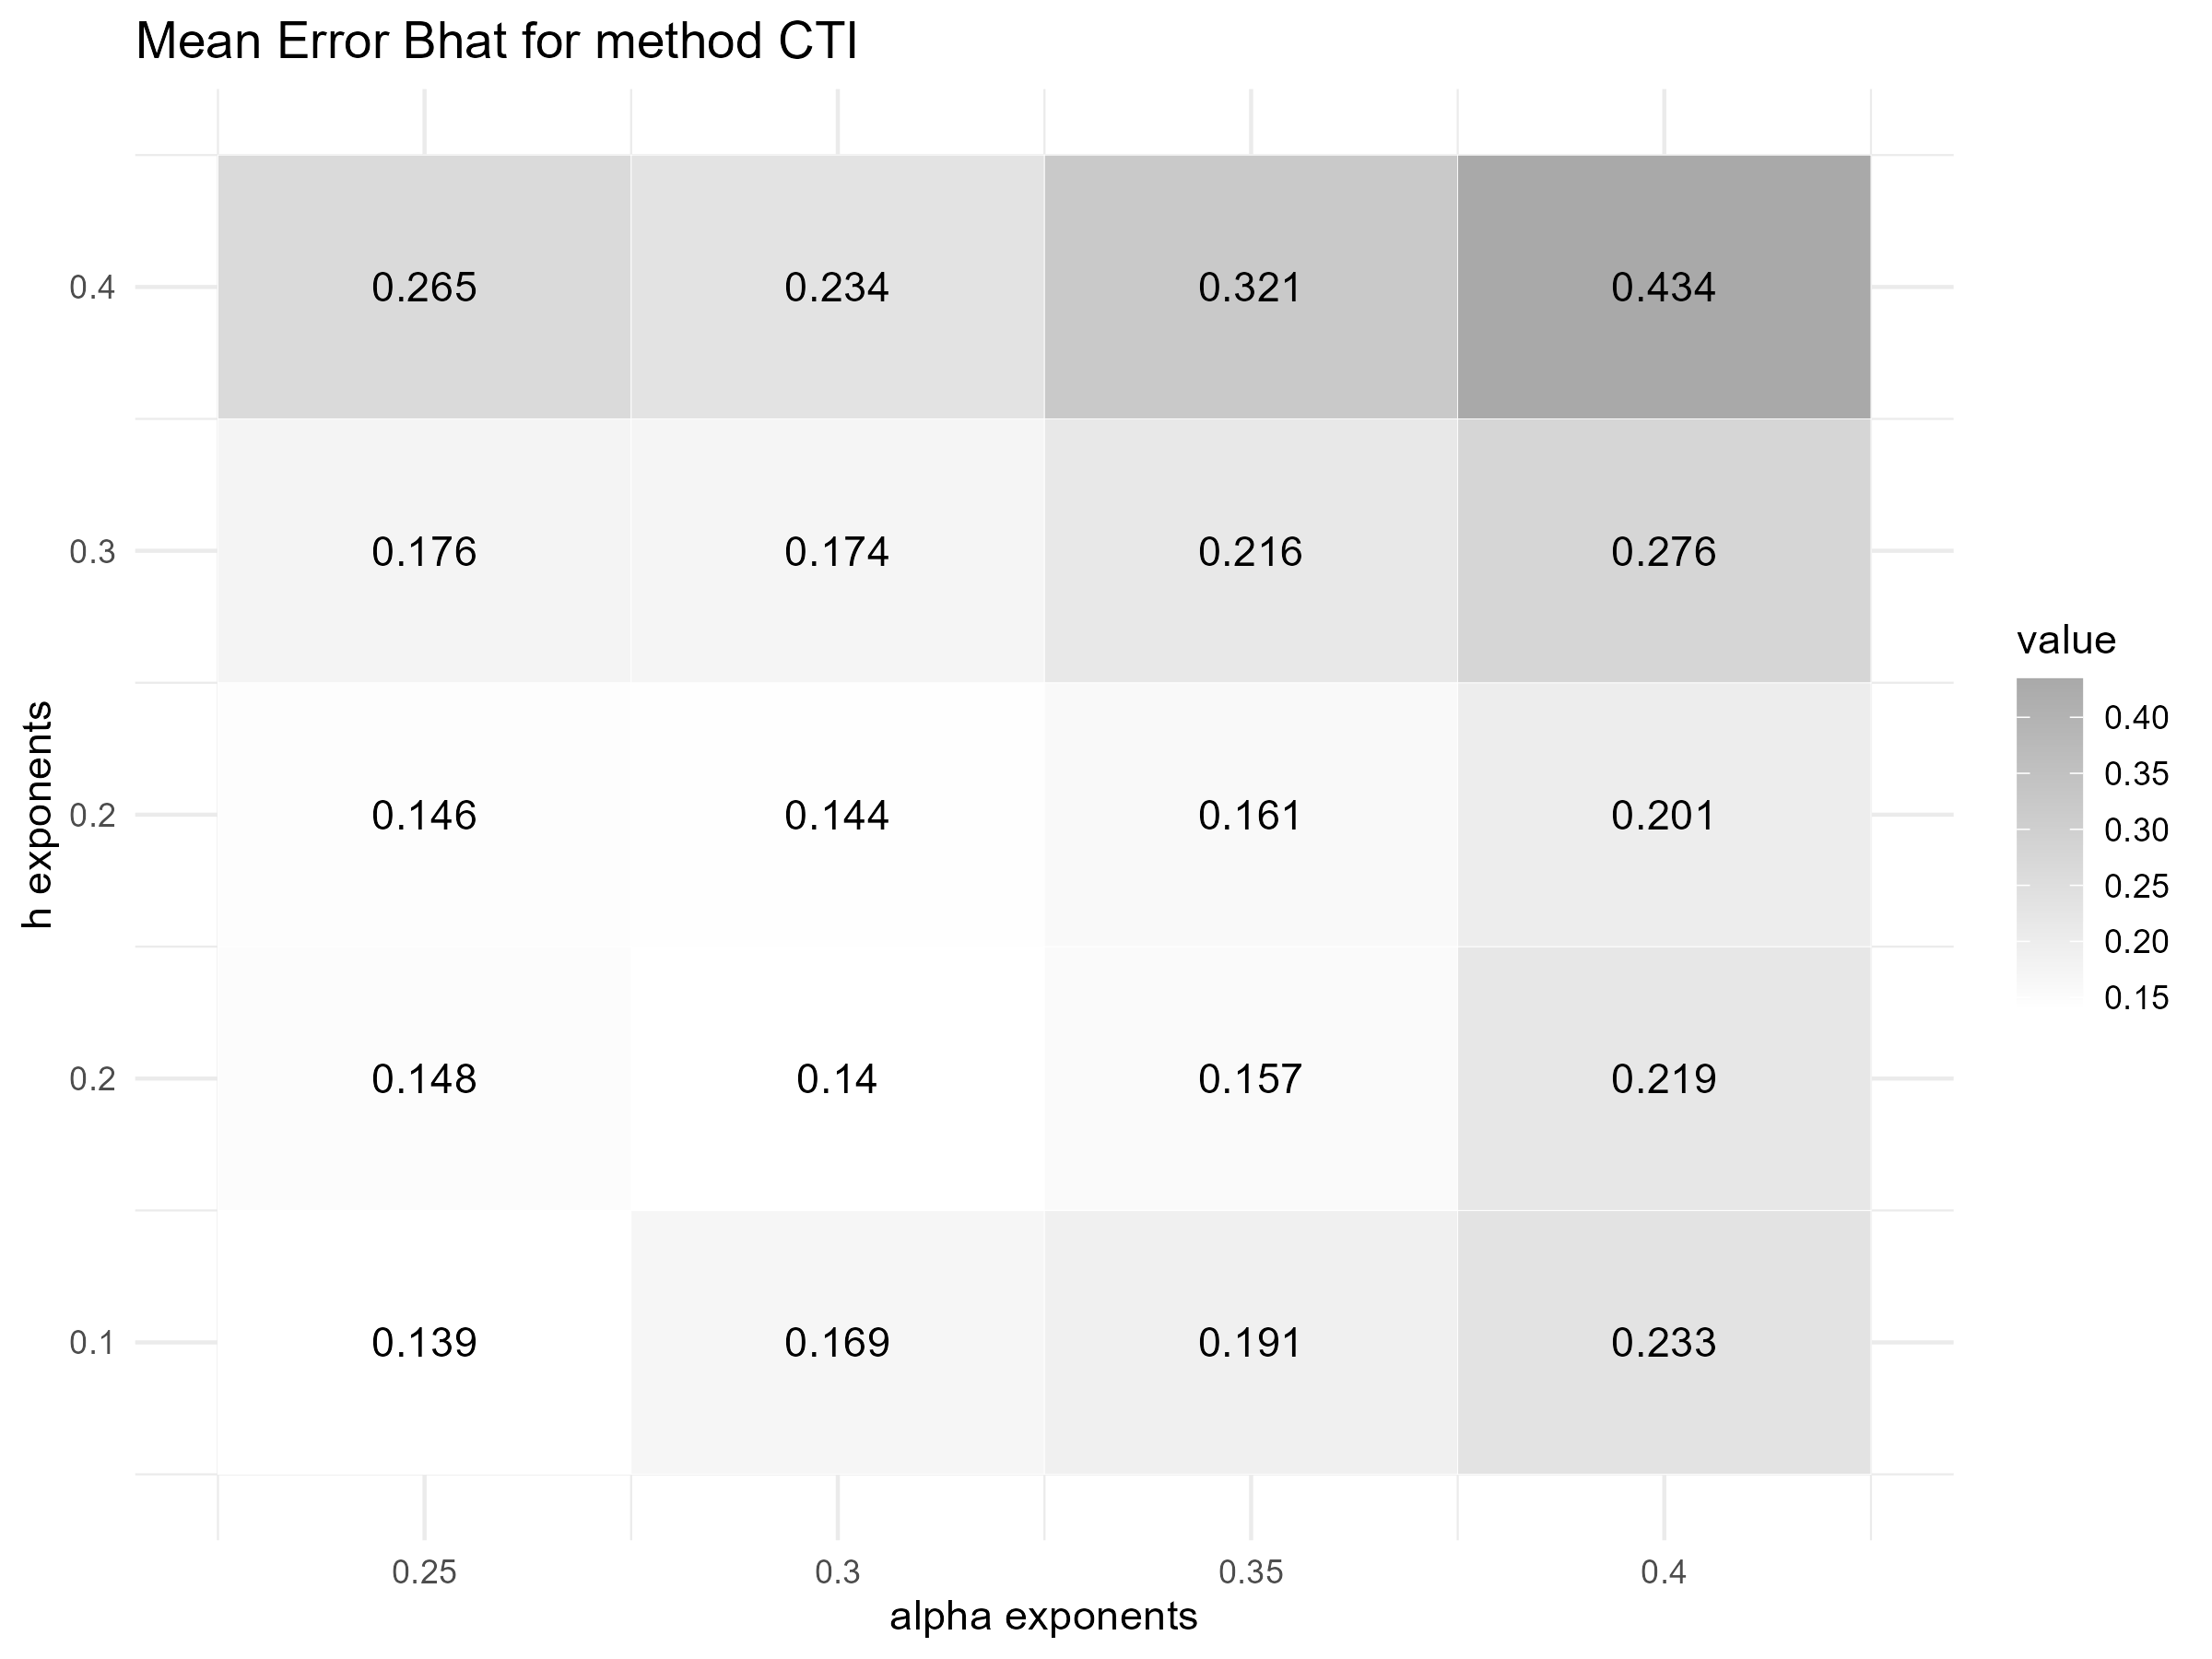 Mean Error Bhat for method CTI
0.4 0.265 0.234 0.321 0.434
0.3 0.176 0.174 0.216 0.276
0.2 0.146 0.144 0.161 0.201
0.2 0.148 0.14 0.157 0.219
0.1 0.139 0.169 0.191 0.233
0.25 0.3 0.35 0.4
alpha exponents
h exponents
value
0.40
0.35
0.30
0.25
0.20
0.15